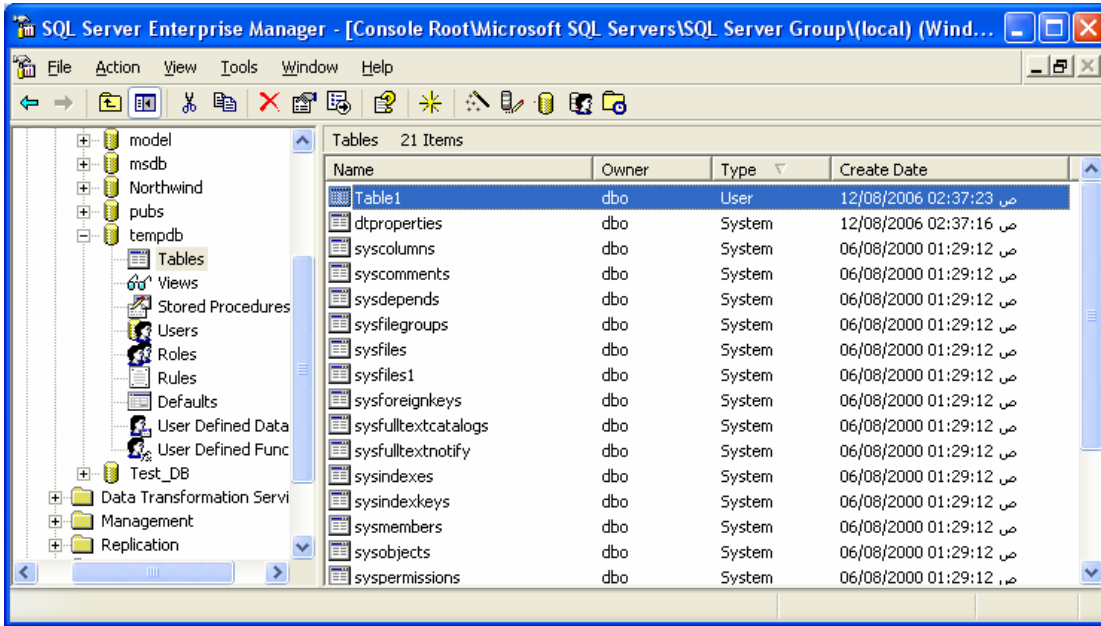 SQL Server Enterprise Manager - [Console Root\Microsoft SQL Servers\SQL Server Group\(local) (Wind...
File Action View Tools Window Help
model
msdb
Northwind
pubs
tempdb
Tables
Views
Stored Procedures
Users
Roles
Rules
Defaults
User Defined Data
User Defined Func
Test_DB
Data Transformation Servi
Management
Replication
Tables 21 Items
Name Owner Type Create Date
Table1 dbo User 12/08/2006 02:37:23 ص
dtproperties dbo System 12/08/2006 02:37:16 ص
syscolumns dbo System 06/08/2000 01:29:12 ص
syscomments dbo System 06/08/2000 01:29:12 ص
sysdepends dbo System 06/08/2000 01:29:12 ص
sysfilegroups dbo System 06/08/2000 01:29:12 ص
sysfiles dbo System 06/08/2000 01:29:12 ص
sysfiles1 dbo System 06/08/2000 01:29:12 ص
sysforeignkeys dbo System 06/08/2000 01:29:12 ص
sysfulltextcatalogs dbo System 06/08/2000 01:29:12 ص
sysfulltextnotify dbo System 06/08/2000 01:29:12 ص
sysindexes dbo System 06/08/2000 01:29:12 ص
sysindexkeys dbo System 06/08/2000 01:29:12 ص
sysmembers dbo System 06/08/2000 01:29:12 ص
sysobjects dbo System 06/08/2000 01:29:12 ص
syspermissions dbo System 06/08/2000 01:29:12 ص